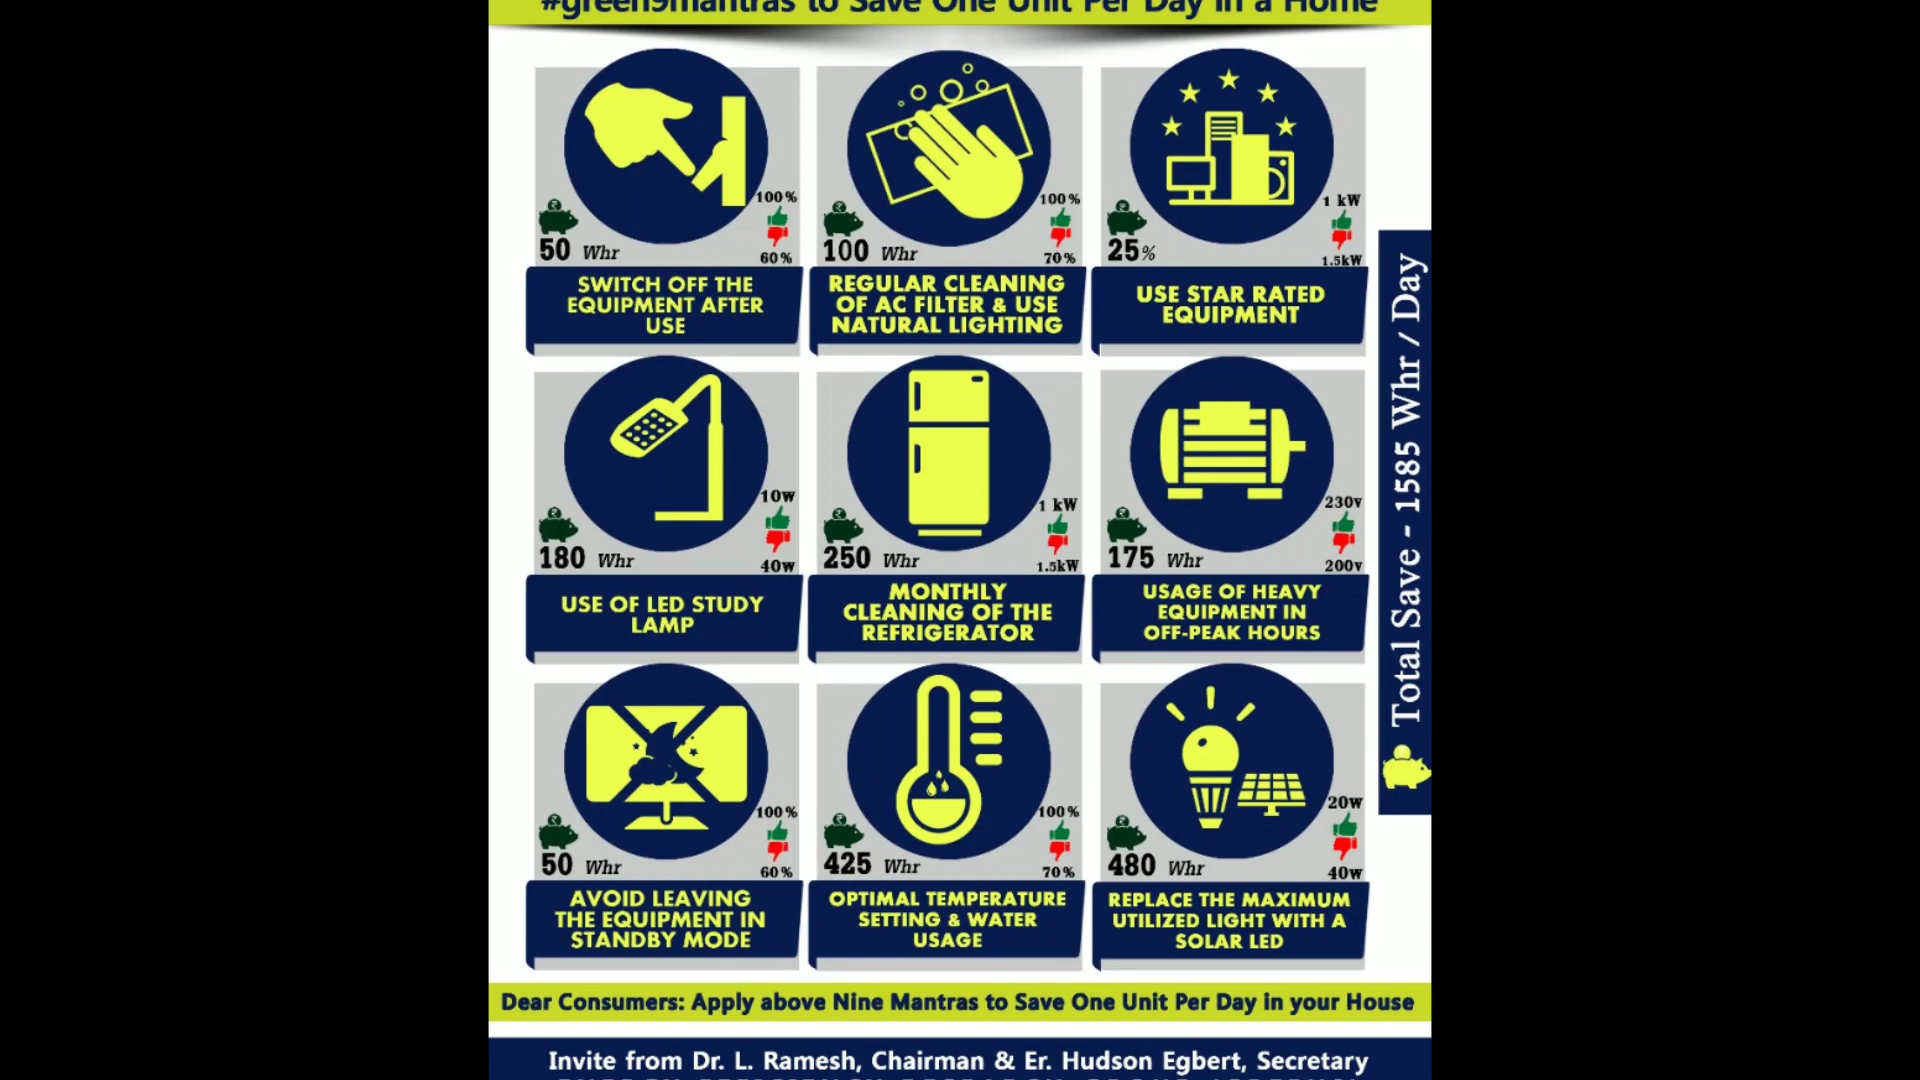 #green9mantras to Save One Unit Per Day in a Home
100%
50 Whr
60%
SWITCH OFF THE
EQUIPMENT AFTER
USE
100%
100 Whr
70%
REGULAR CLEANING
OF AC FILTER & USE
NATURAL LIGHTING
1 kW
25%
1.5kW
USE STAR RATED
EQUIPMENT
10w
180 Whr
40w
USE OF LED STUDY
LAMP
1 kW
250 Whr
1.5kW
MONTHLY
CLEANING OF THE
REFRIGERATOR
230v
175 Whr
200v
USAGE OF HEAVY
EQUIPMENT IN
OFF-PEAK HOURS
100%
50 Whr
60%
AVOID LEAVING
THE EQUIPMENT IN
STANDBY MODE
100%
425 Whr
70%
OPTIMAL TEMPERATURE
SETTING & WATER
USAGE
20w
480 Whr
40w
REPLACE THE MAXIMUM
UTILIZED LIGHT WITH A
SOLAR LED
Total Save - 1585 Whr / Day
Dear Consumers: Apply above Nine Mantras to Save One Unit Per Day in your House
Invite from Dr. L. Ramesh, Chairman & Er. Hudson Egbert, Secretary